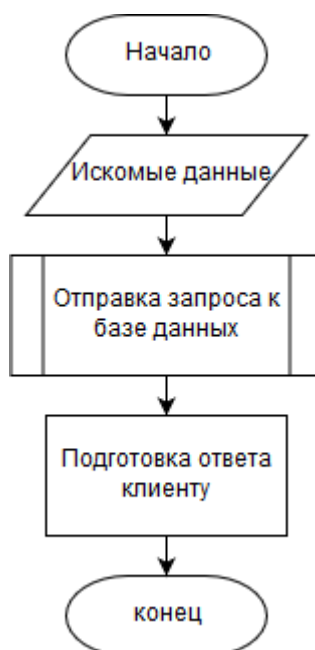 Начало
Искомые данные
Отправка запроса к
базе данных
Подготовка ответа
клиенту
конец